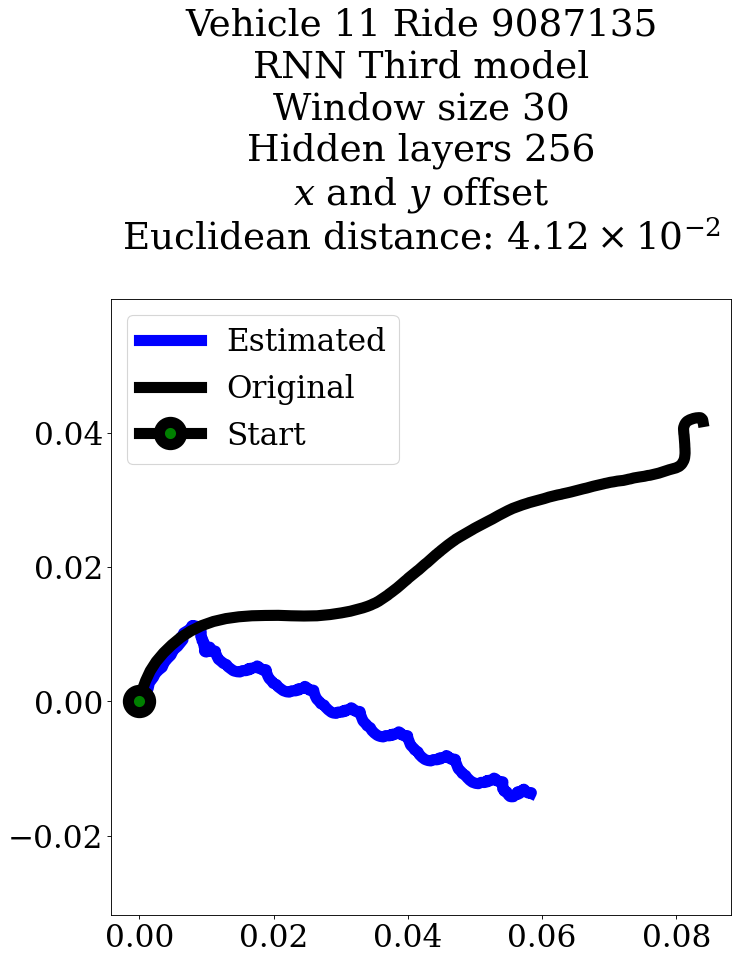 Vehicle 11 Ride 9087135
RNN Third model
Window size 30
Hidden layers 256
x and y offset
Euclidean distance: 4.12 × 10⁻²
Estimated
Original
Start
0.04
0.02
0.00
−0.02
0.00 0.02 0.04 0.06 0.08